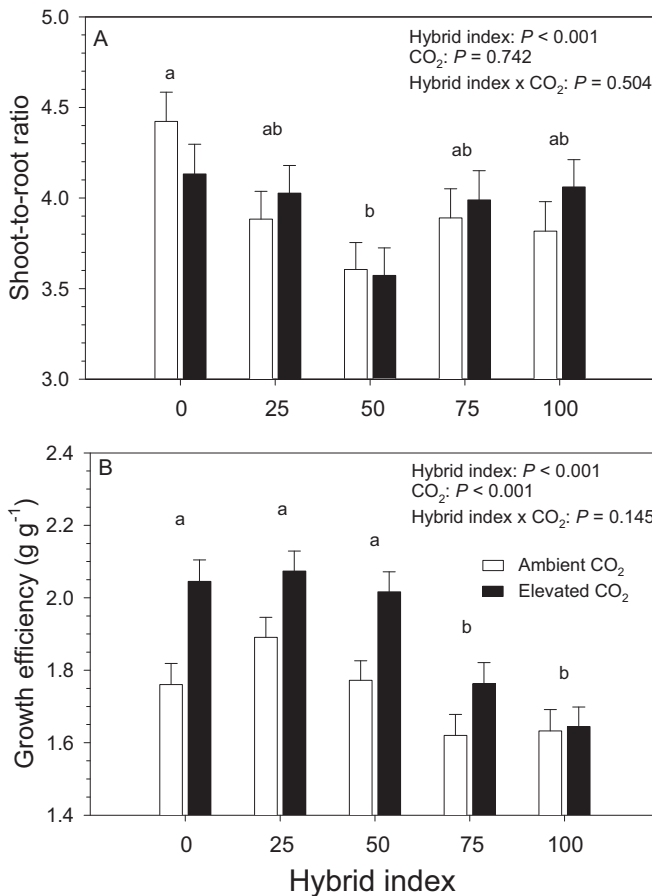 A
Hybrid index: P < 0.001
CO₂: P = 0.742
Hybrid index x CO₂: P = 0.504
5.0
4.5
4.0
3.5
3.0
Shoot-to-root ratio
a
ab
b
ab
ab
0 25 50 75 100
B
Hybrid index: P < 0.001
CO₂: P < 0.001
Hybrid index x CO₂: P = 0.145
Ambient CO₂
Elevated CO₂
2.4
2.2
2.0
1.8
1.6
1.4
Growth efficiency (g g⁻¹)
a
a
a
b
b
0 25 50 75 100
Hybrid index